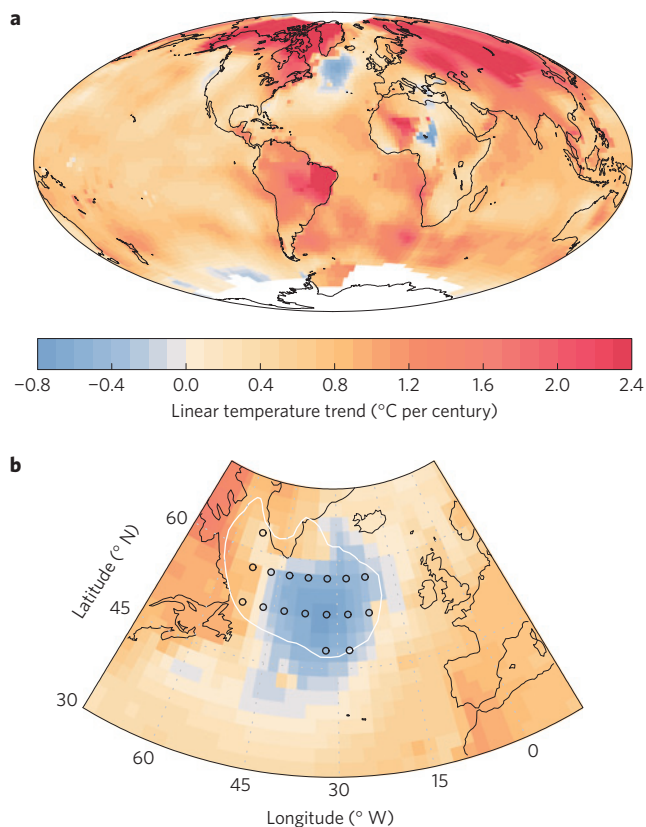 a
−0.8 −0.4 0.0 0.4 0.8 1.2 1.6 2.0 2.4
Linear temperature trend (°C per century)
b
60
45
30
Latitude (° N)
60 45 30 15 0
Longitude (° W)